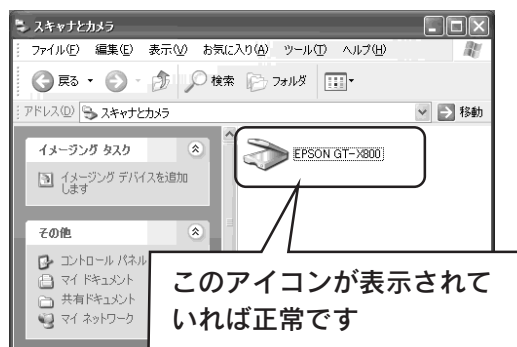 スキャナとカメラ
ファイル(F) 編集(E) 表示(V) お気に入り(A) ツール(T) ヘルプ(H)
戻る 検索 フォルダ
アドレス(D) スキャナとカメラ 移動
イメージング タスク
イメージング デバイスを追加
します
EPSON GT-X800
その他
コントロール パネル
マイ ドキュメント
共有ドキュメント
マイ ネットワーク
このアイコンが表示されて
いれば正常です